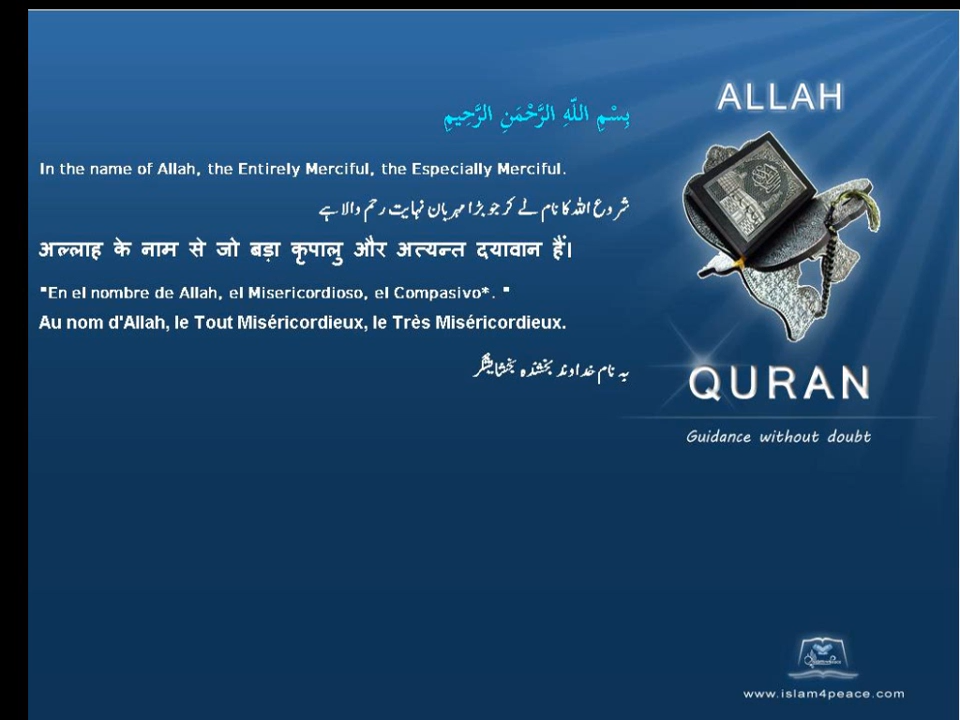 بِسْمِ اللَّهِ الرَّحْمَنِ الرَّحِيمِ
In the name of Allah, the Entirely Merciful, the Especially Merciful.
شروع الله کا نام لے کر جو بڑا مہربان نہایت رحم والا ہے
अल्लाह के नाम से जो बड़ा कृपालु और अत्यन्त दयावान हैं।
"En el nombre de Allah, el Misericordioso, el Compasivo*. "
Au nom d'Allah, le Tout Miséricordieux, le Très Miséricordieux.
به نام خداوند بخشنده بخشایشگر
ALLAH
QURAN
Guidance without doubt
www.islam4peace.com